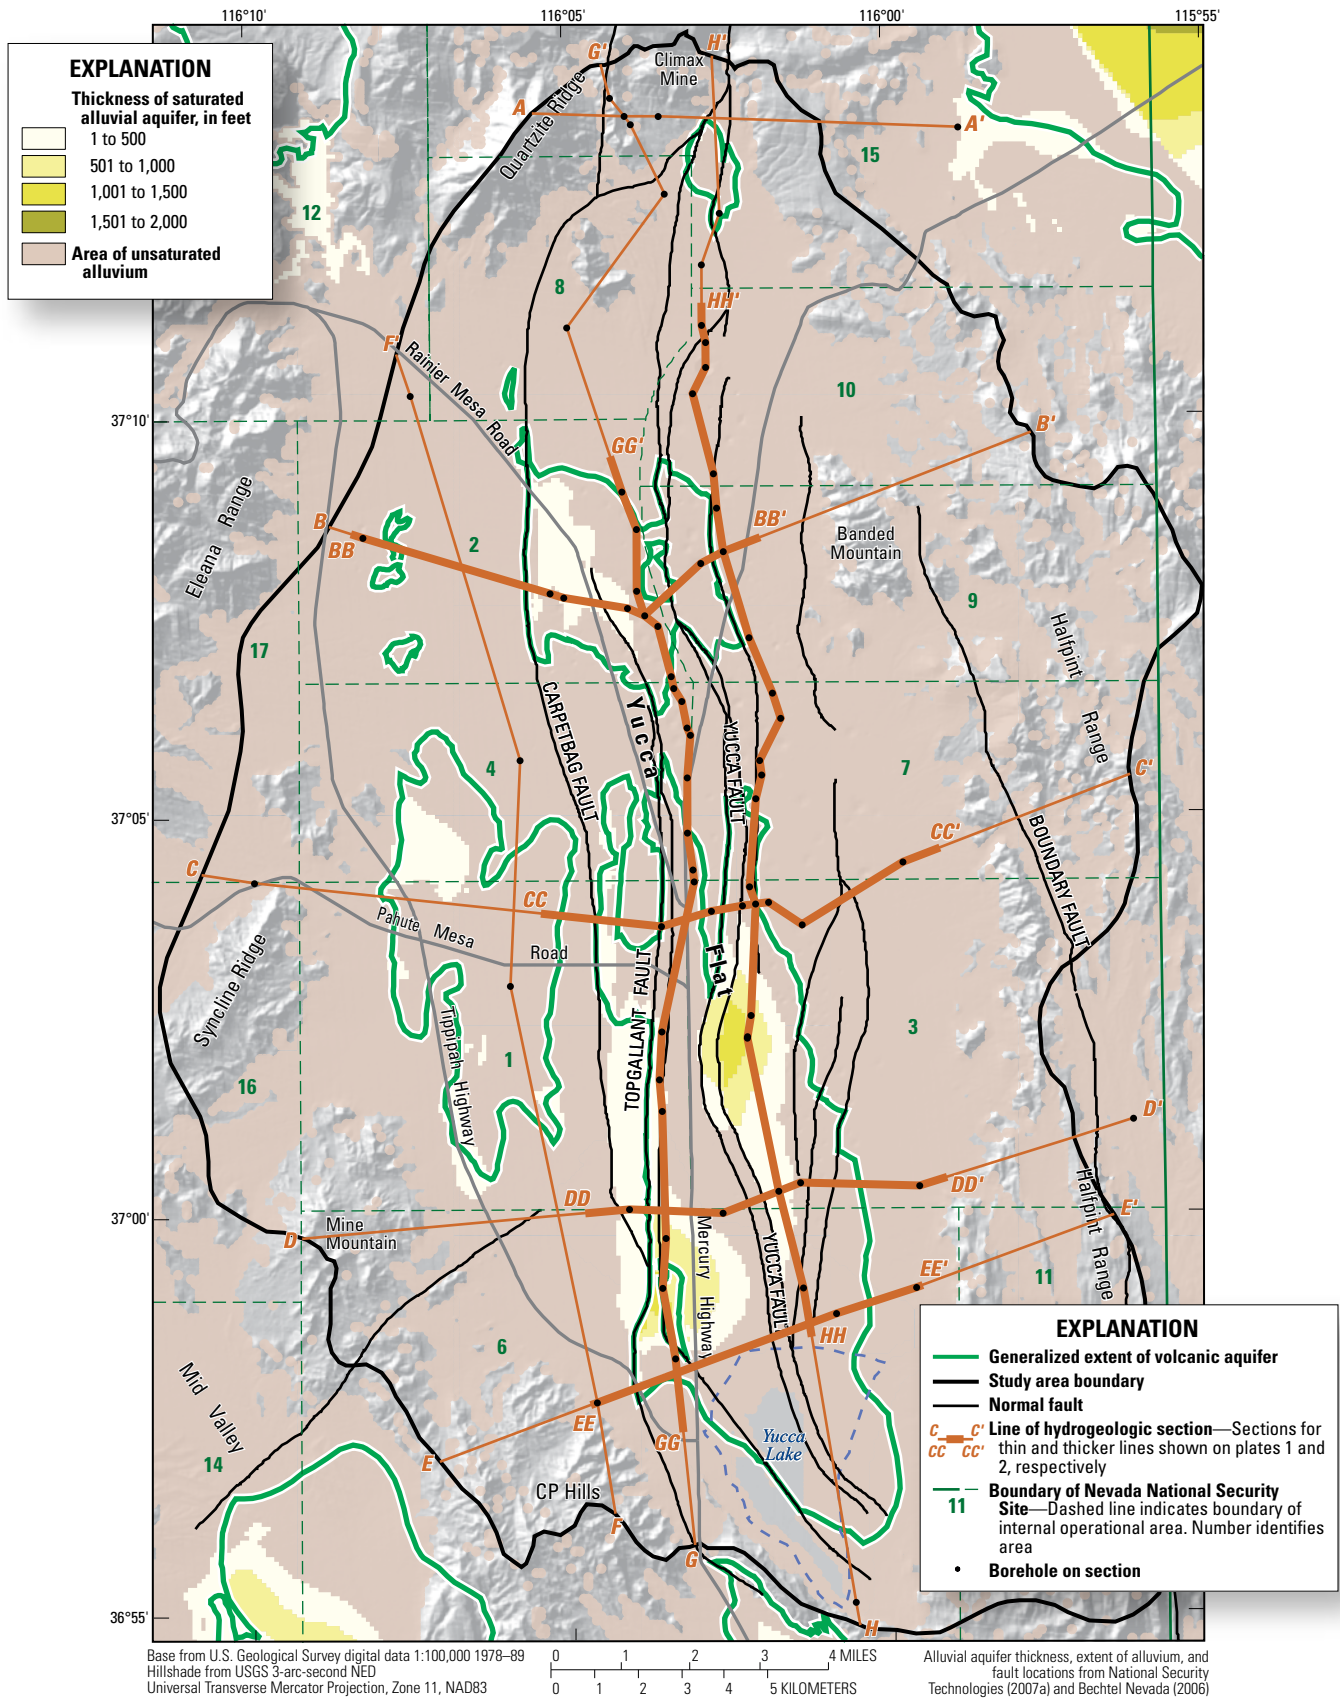 116°10'
116°05'
116°00'
115°55'
EXPLANATION
Thickness of saturated
alluvial aquifer, in feet
1 to 500
501 to 1,000
1,001 to 1,500
1,501 to 2,000
Area of unsaturated
alluvium
G'
H'
Climax
Mine
A
Quartzite Ridge
A'
15
12
8
HH'
F'
Rainier Mesa Road
10
37°10'
B'
GG'
Eleana Range
B
BB
2
BB'
Banded
Mountain
9
Halfpint
Range
17
CARPETBAG FAULT
Yucca
YUCCA FAULT
4
7
C'
37°05'
BOUNDARY FAULT
CC'
C
CC
Pahute Mesa
Road
Flat
Syncline Ridge
TOPGALLANT FAULT
Tippipah Highway
1
3
16
D'
DD
DD'
37°00'
Mine
Mountain
D
Mercury Highway
YUCCA FAULT
Halfpint Range
E'
EE'
11
6
HH
Mid Valley
EE
GG
Yucca
Lake
E
14
CP Hills
F
G
36°55'
H
EXPLANATION
Generalized extent of volcanic aquifer
Study area boundary
Normal fault
C C' Line of hydrogeologic section—Sections for
CC CC' thin and thicker lines shown on plates 1 and
2, respectively
Boundary of Nevada National Security
11 Site—Dashed line indicates boundary of
internal operational area. Number identifies
area
Borehole on section
Base from U.S. Geological Survey digital data 1:100,000 1978–89
Hillshade from USGS 3-arc-second NED
Universal Transverse Mercator Projection, Zone 11, NAD83
0 1 2 3 4 MILES
0 1 2 3 4 5 KILOMETERS
Alluvial aquifer thickness, extent of alluvium, and
fault locations from National Security
Technologies (2007a) and Bechtel Nevada (2006)